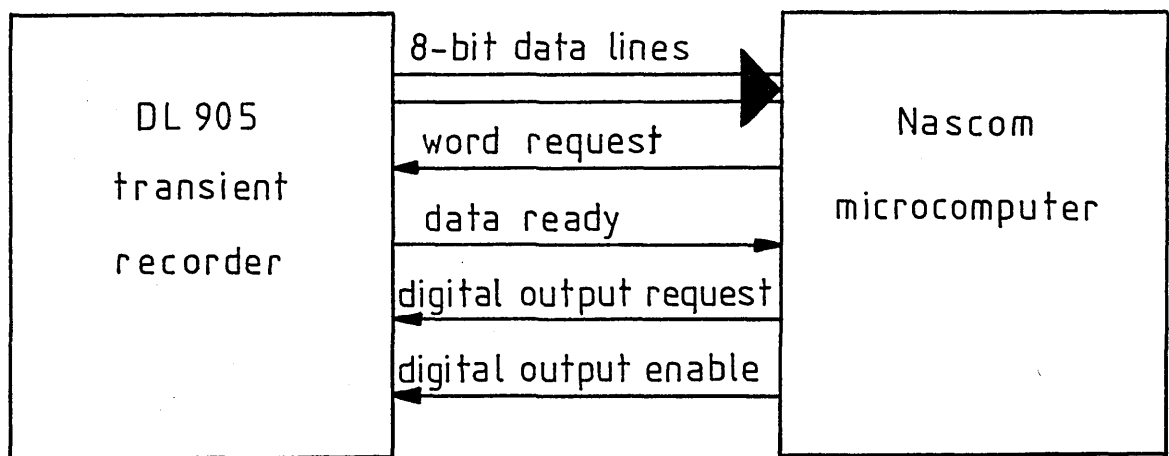 DL 905
transient
recorder
8-bit data lines
word request
data ready
digital output request
digital output enable
Nascom
microcomputer